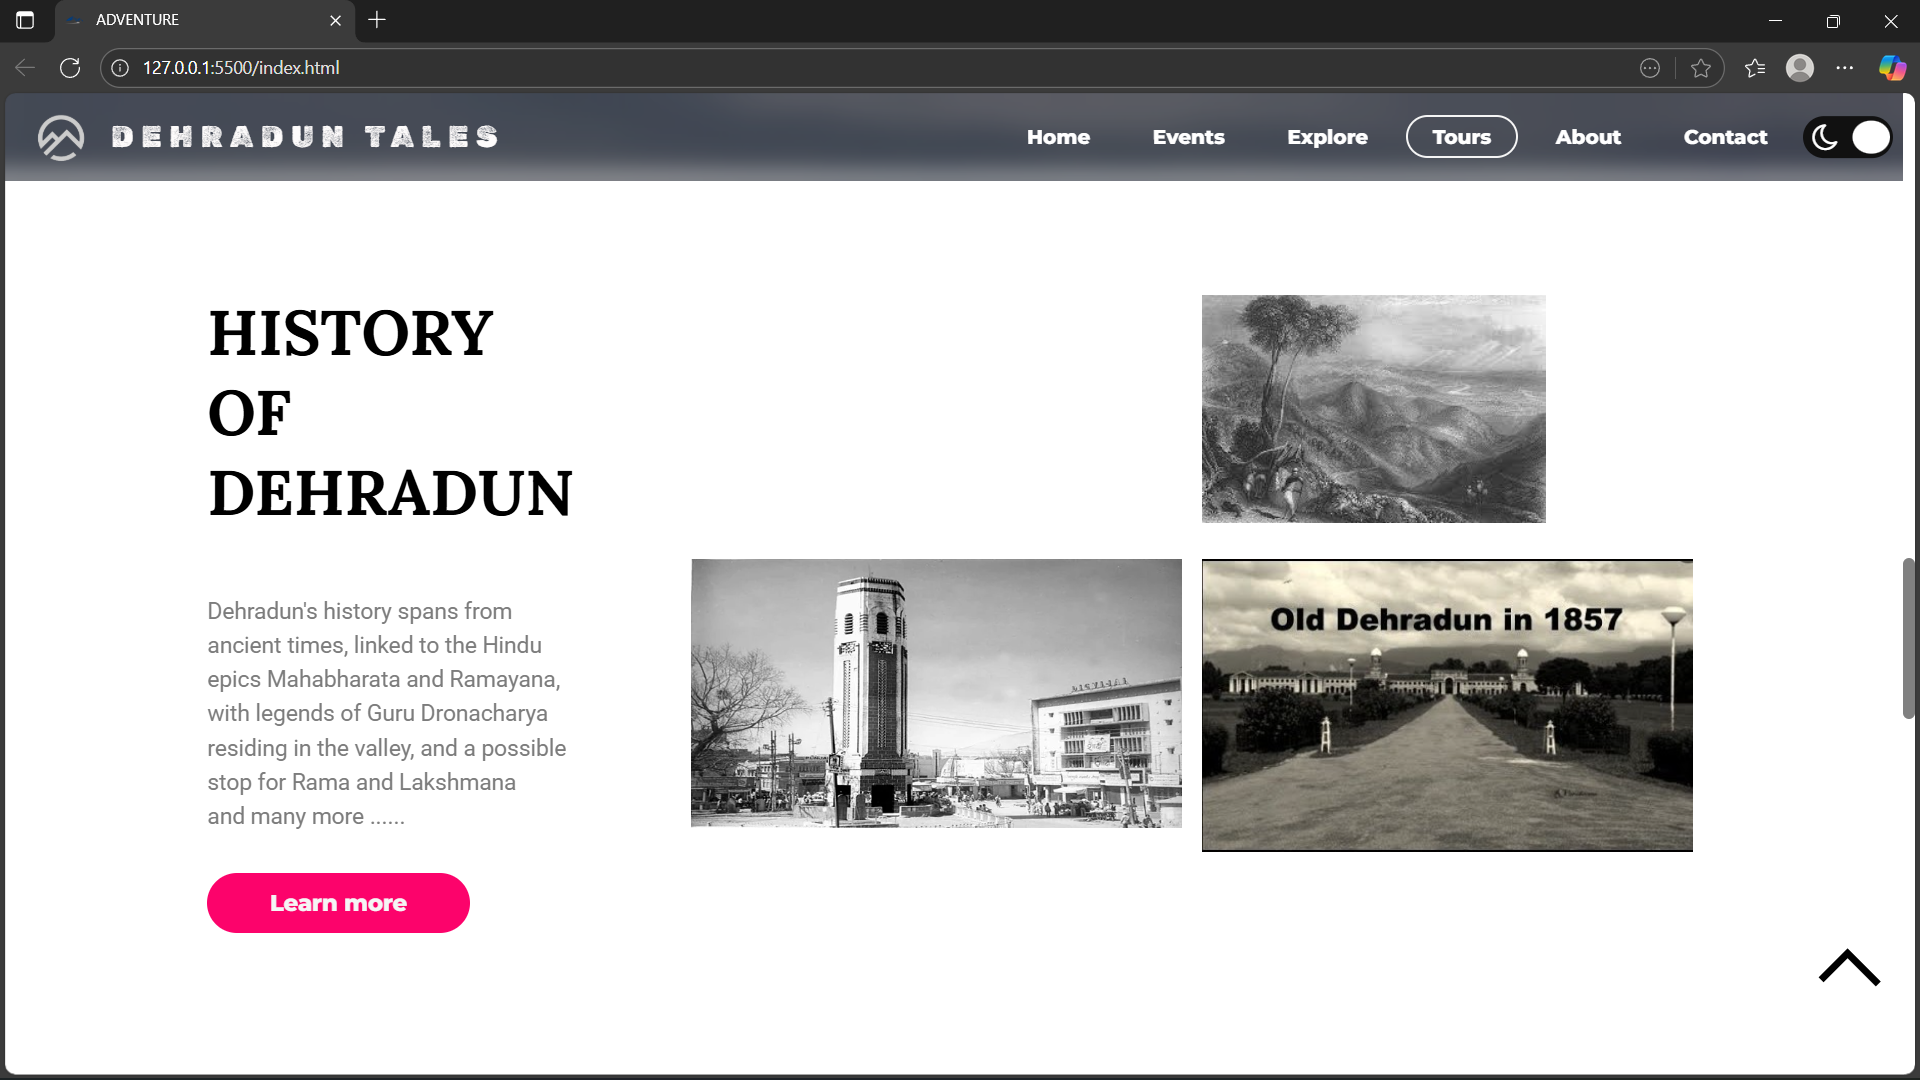 ADVENTURE
127.0.0.1:5500/index.html
DEHRADUN TALES
Home
Events
Explore
Tours
About
Contact
HISTORY
OF
DEHRADUN
Dehradun's history spans from
ancient times, linked to the Hindu
epics Mahabharata and Ramayana,
with legends of Guru Dronacharya
residing in the valley, and a possible
stop for Rama and Lakshmana
and many more ......
Learn more
Old Dehradun in 1857